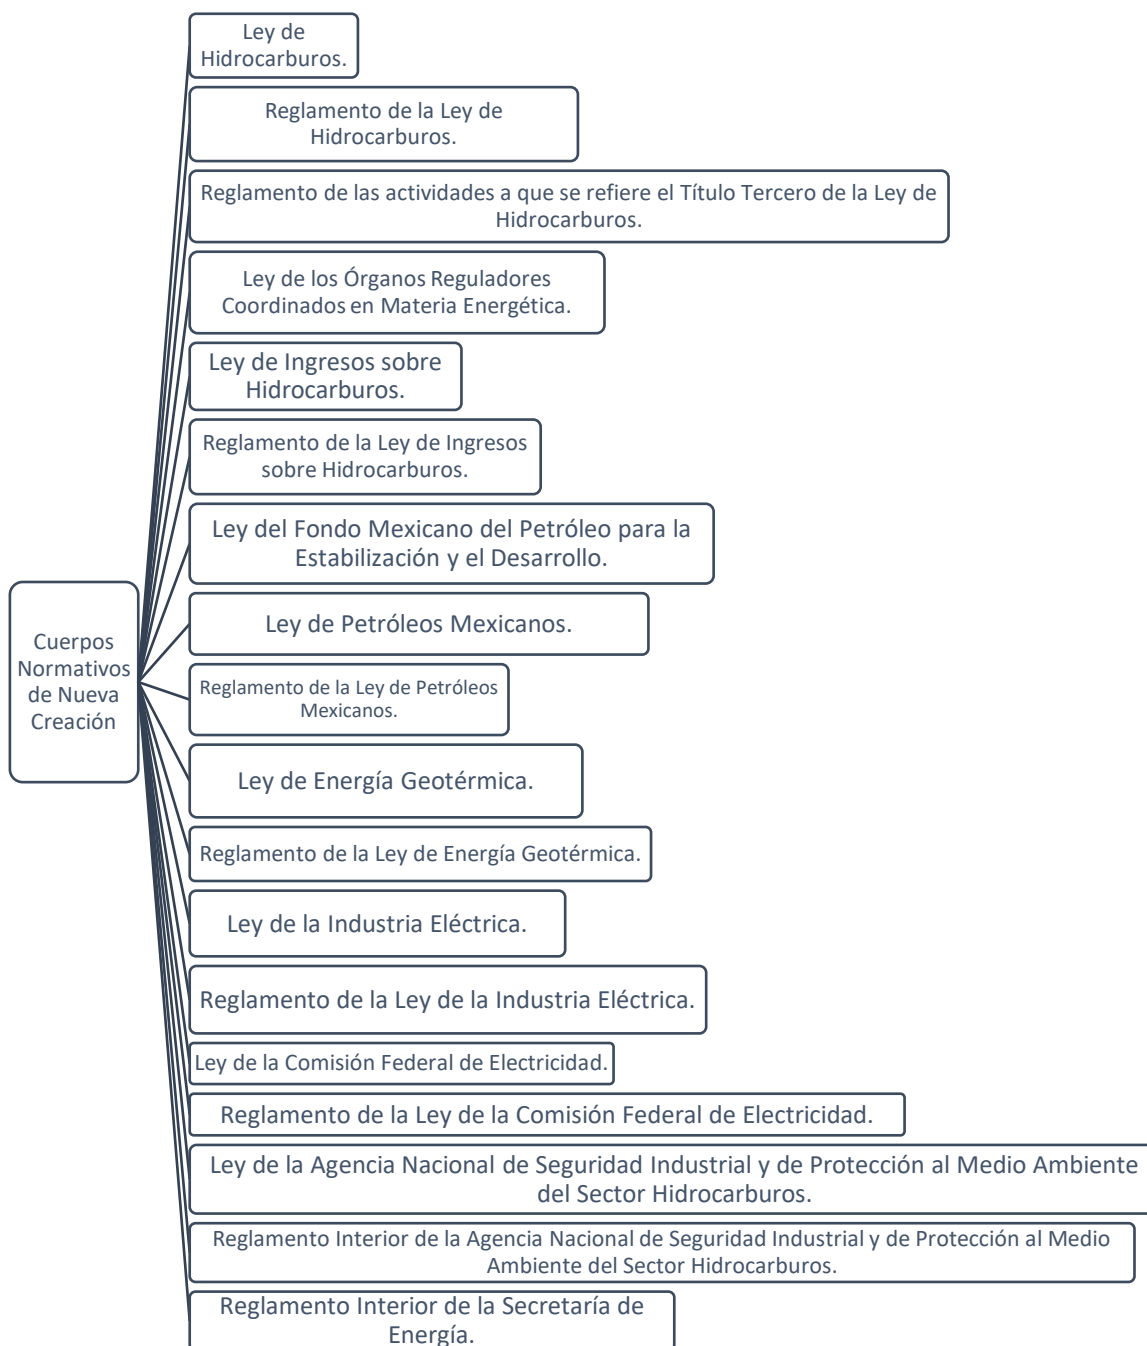 Cuerpos
Normativos
de Nueva
Creación
Ley de
Hidrocarburos.
Reglamento de la Ley de
Hidrocarburos.
Reglamento de las actividades a que se refiere el Título Tercero de la Ley de
Hidrocarburos.
Ley de los Órganos Reguladores
Coordinados en Materia Energética.
Ley de Ingresos sobre
Hidrocarburos.
Reglamento de la Ley de Ingresos
sobre Hidrocarburos.
Ley del Fondo Mexicano del Petróleo para la
Estabilización y el Desarrollo.
Ley de Petróleos Mexicanos.
Reglamento de la Ley de Petróleos
Mexicanos.
Ley de Energía Geotérmica.
Reglamento de la Ley de Energía Geotérmica.
Ley de la Industria Eléctrica.
Reglamento de la Ley de la Industria Eléctrica.
Ley de la Comisión Federal de Electricidad.
Reglamento de la Ley de la Comisión Federal de Electricidad.
Ley de la Agencia Nacional de Seguridad Industrial y de Protección al Medio Ambiente
del Sector Hidrocarburos.
Reglamento Interior de la Agencia Nacional de Seguridad Industrial y de Protección al Medio
Ambiente del Sector Hidrocarburos.
Reglamento Interior de la Secretaría de
Energía.